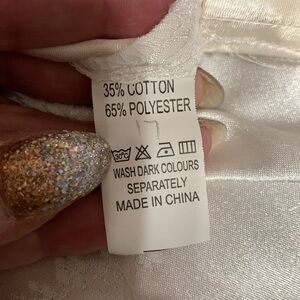 35% COTTON
65% POLYESTER
WASH DARK COLOURS
SEPARATELY
MADE IN CHINA